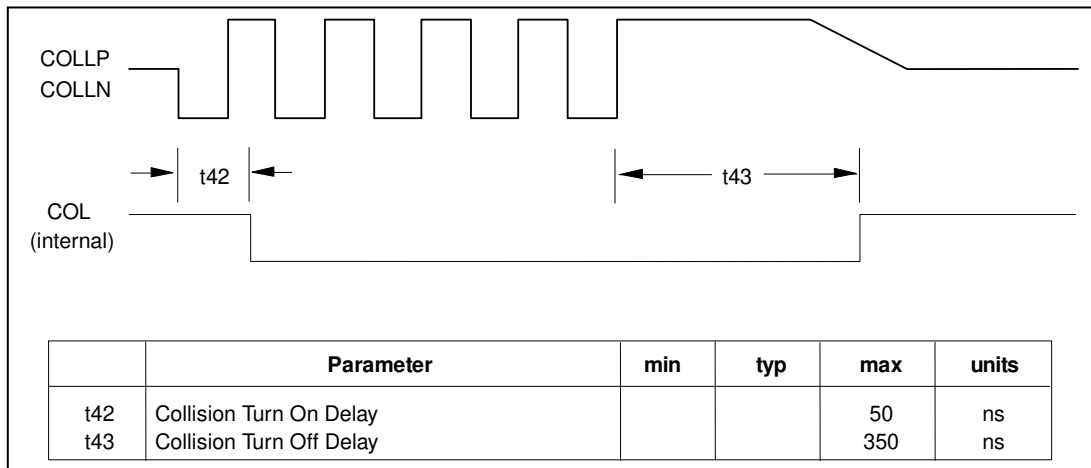 COLLP
COLLN
t42
t43
COL
(internal)
Parameter min typ max units
t42 Collision Turn On Delay 50 ns
t43 Collision Turn Off Delay 350 ns